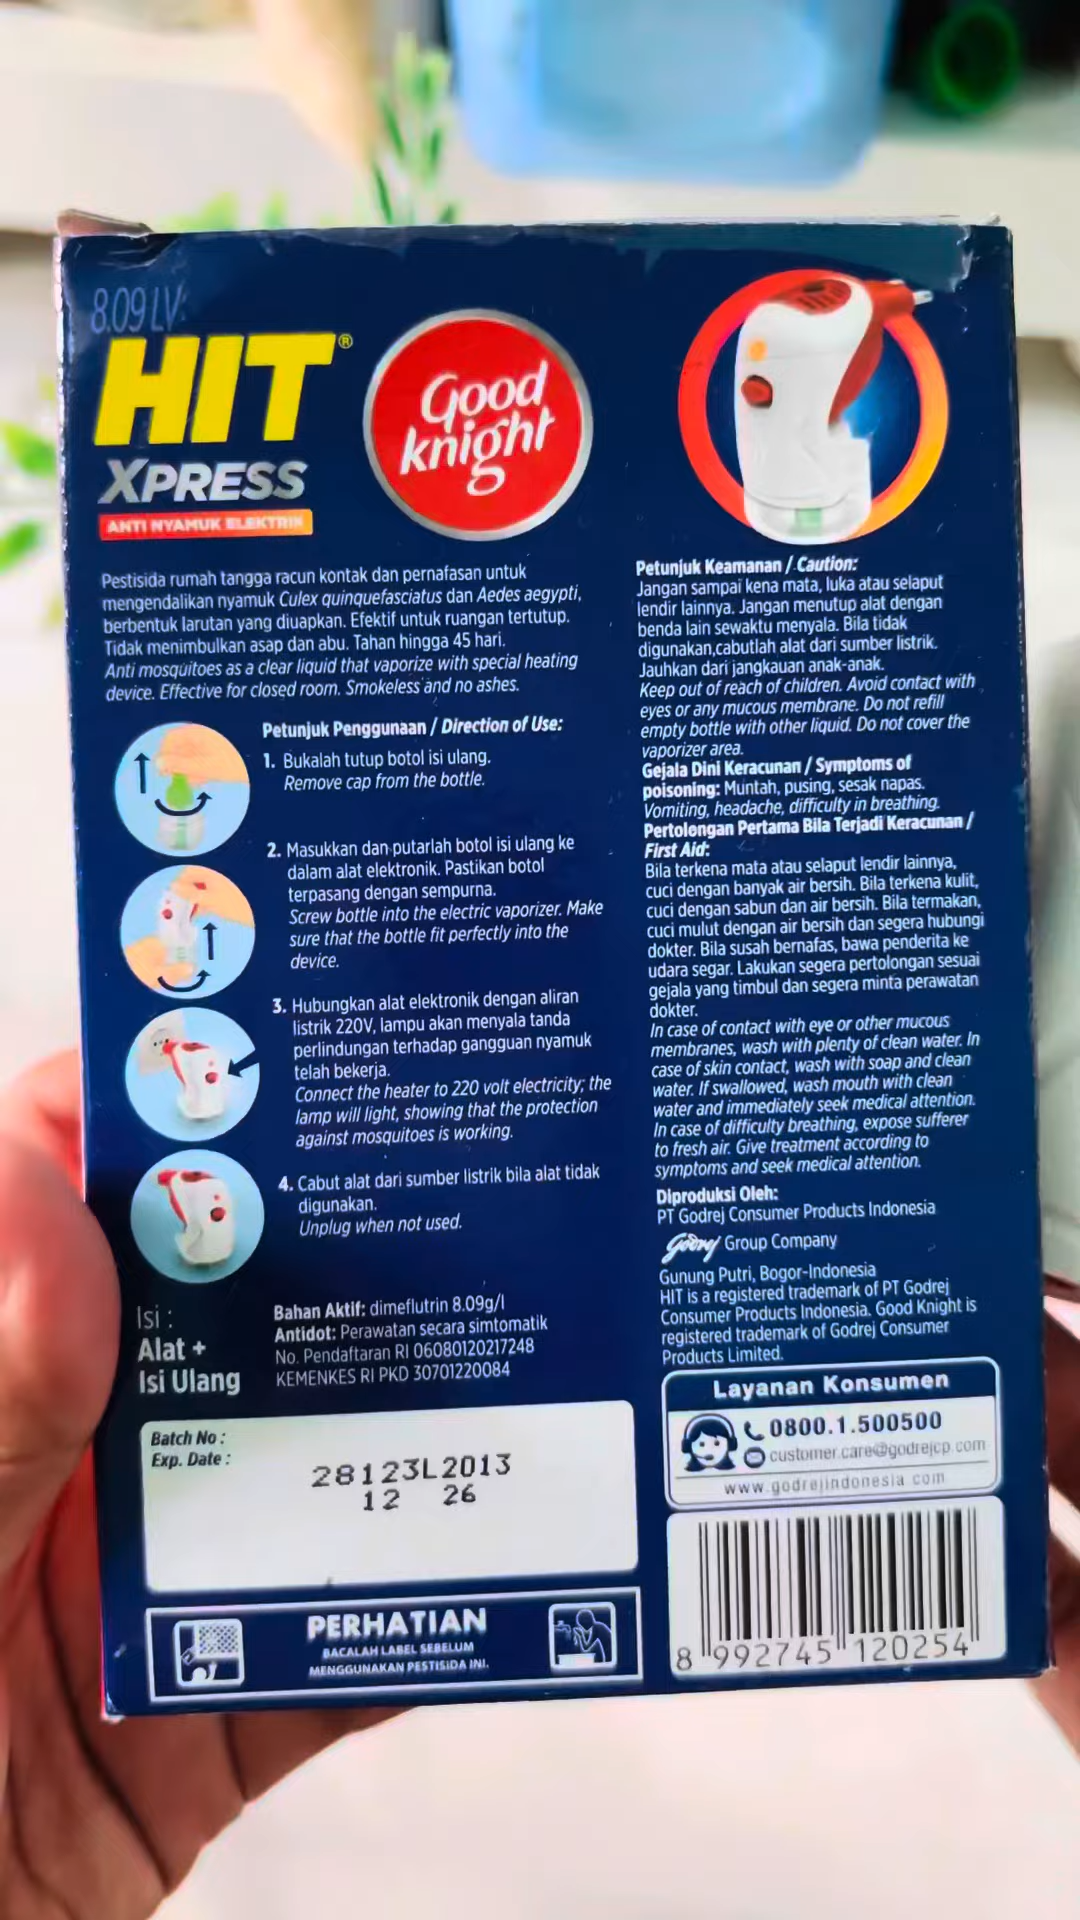 8.09 LV
HIT®
XPRESS
ANTI NYAMUK ELEKTRIK
Good
knight
Pestisida rumah tangga racun kontak dan pernafasan untuk
mengendalikan nyamuk Culex quinquefasciatus dan Aedes aegypti,
berbentuk larutan yang diuapkan. Efektif untuk ruangan tertutup.
Tidak menimbulkan asap dan abu. Tahan hingga 45 hari.
Anti mosquitoes as a clear liquid that vaporize with special heating
device. Effective for closed room. Smokeless and no ashes.
Petunjuk Penggunaan / Direction of Use:
1. Bukalah tutup botol isi ulang.
Remove cap from the bottle.
2. Masukkan dan putarlah botol isi ulang ke
dalam alat elektronik. Pastikan botol
terpasang dengan sempurna.
Screw bottle into the electric vaporizer. Make
sure that the bottle fit perfectly into the
device.
3. Hubungkan alat elektronik dengan aliran
listrik 220V, lampu akan menyala tanda
perlindungan terhadap gangguan nyamuk
telah bekerja.
Connect the heater to 220 volt electricity; the
lamp will light, showing that the protection
against mosquitoes is working.
4. Cabut alat dari sumber listrik bila alat tidak
digunakan.
Unplug when not used.
Isi :
Alat +
Isi Ulang
Bahan Aktif: dimeflutrin 8.09g/l
Antidot: Perawatan secara simtomatik
No. Pendaftaran RI 06080120217248
KEMENKES RI PKD 30701220084
Batch No :
Exp. Date :
28123L2013
12 26
PERHATIAN
BACALAH LABEL SEBELUM
MENGGUNAKAN PESTISIDA INI.
Petunjuk Keamanan / Caution:
Jangan sampai kena mata, luka atau selaput
lendir lainnya. Jangan menutup alat dengan
benda lain sewaktu menyala. Bila tidak
digunakan,cabutlah alat dari sumber listrik.
Jauhkan dari jangkauan anak-anak.
Keep out of reach of children. Avoid contact with
eyes or any mucous membrane. Do not refill
empty bottle with other liquid. Do not cover the
vaporizer area.
Gejala Dini Keracunan / Symptoms of
poisoning: Muntah, pusing, sesak napas.
Vomiting, headache, difficulty in breathing.
Pertolongan Pertama Bila Terjadi Keracunan /
First Aid:
Bila terkena mata atau selaput lendir lainnya,
cuci dengan banyak air bersih. Bila terkena kulit,
cuci dengan sabun dan air bersih. Bila termakan,
cuci mulut dengan air bersih dan segera hubungi
dokter. Bila susah bernafas, bawa penderita ke
udara segar. Lakukan segera pertolongan sesuai
gejala yang timbul dan segera minta perawatan
dokter.
In case of contact with eye or other mucous
membranes, wash with plenty of clean water. In
case of skin contact, wash with soap and clean
water. If swallowed, wash mouth with clean
water and immediately seek medical attention.
In case of difficulty breathing, expose sufferer
to fresh air. Give treatment according to
symptoms and seek medical attention.
Diproduksi Oleh:
PT Godrej Consumer Products Indonesia
Godrej Group Company
Gunung Putri, Bogor-Indonesia
HIT is a registered trademark of PT Godrej
Consumer Products Indonesia. Good Knight is
registered trademark of Godrej Consumer
Products Limited.
Layanan Konsumen
0800.1.500500
customer.care@godrejcp.com
www.godrejindonesia.com
8 992745 120254